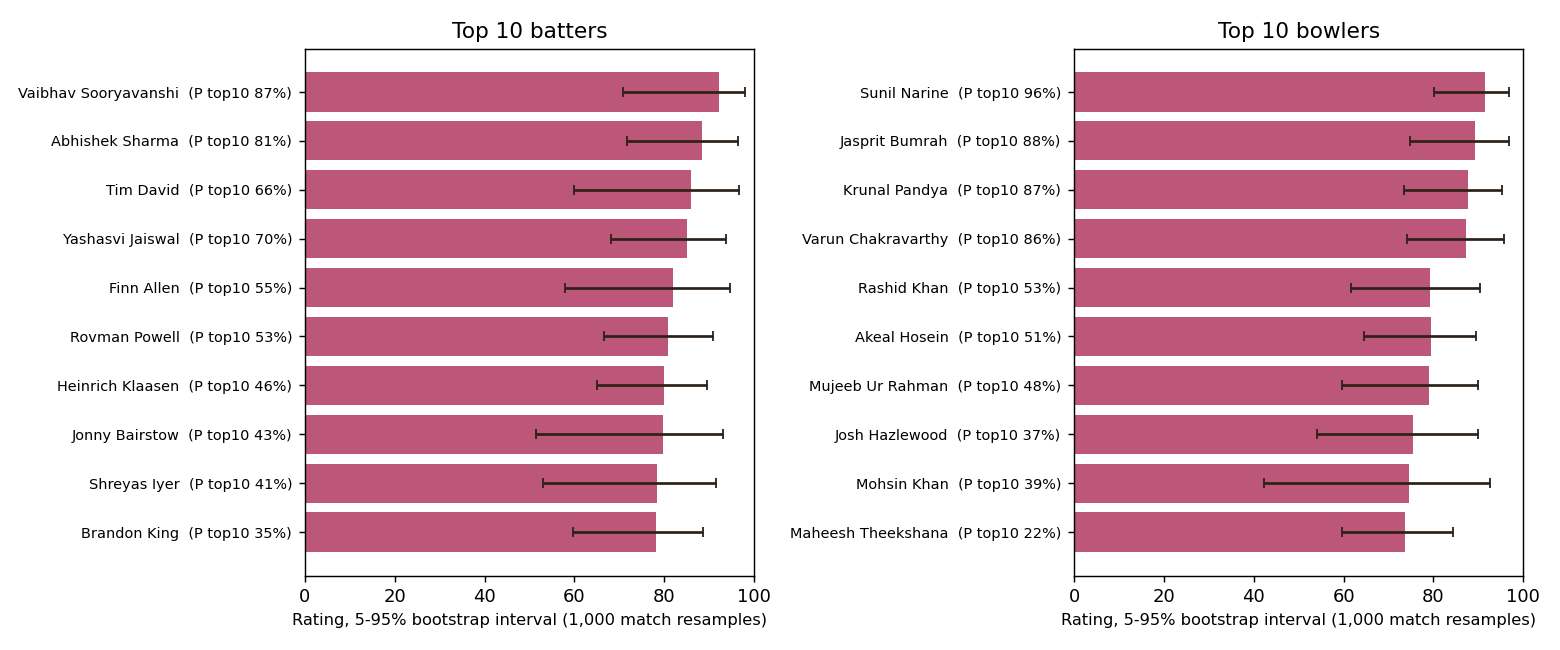 Top 10 batters
Vaibhav Sooryavanshi (P top10 87%)
Abhishek Sharma (P top10 81%)
Tim David (P top10 66%)
Yashasvi Jaiswal (P top10 70%)
Finn Allen (P top10 55%)
Rovman Powell (P top10 53%)
Heinrich Klaasen (P top10 46%)
Jonny Bairstow (P top10 43%)
Shreyas Iyer (P top10 41%)
Brandon King (P top10 35%)
0 20 40 60 80 100
Rating, 5-95% bootstrap interval (1,000 match resamples)
Top 10 bowlers
Sunil Narine (P top10 96%)
Jasprit Bumrah (P top10 88%)
Krunal Pandya (P top10 87%)
Varun Chakravarthy (P top10 86%)
Rashid Khan (P top10 53%)
Akeal Hosein (P top10 51%)
Mujeeb Ur Rahman (P top10 48%)
Josh Hazlewood (P top10 37%)
Mohsin Khan (P top10 39%)
Maheesh Theekshana (P top10 22%)
0 20 40 60 80 100
Rating, 5-95% bootstrap interval (1,000 match resamples)